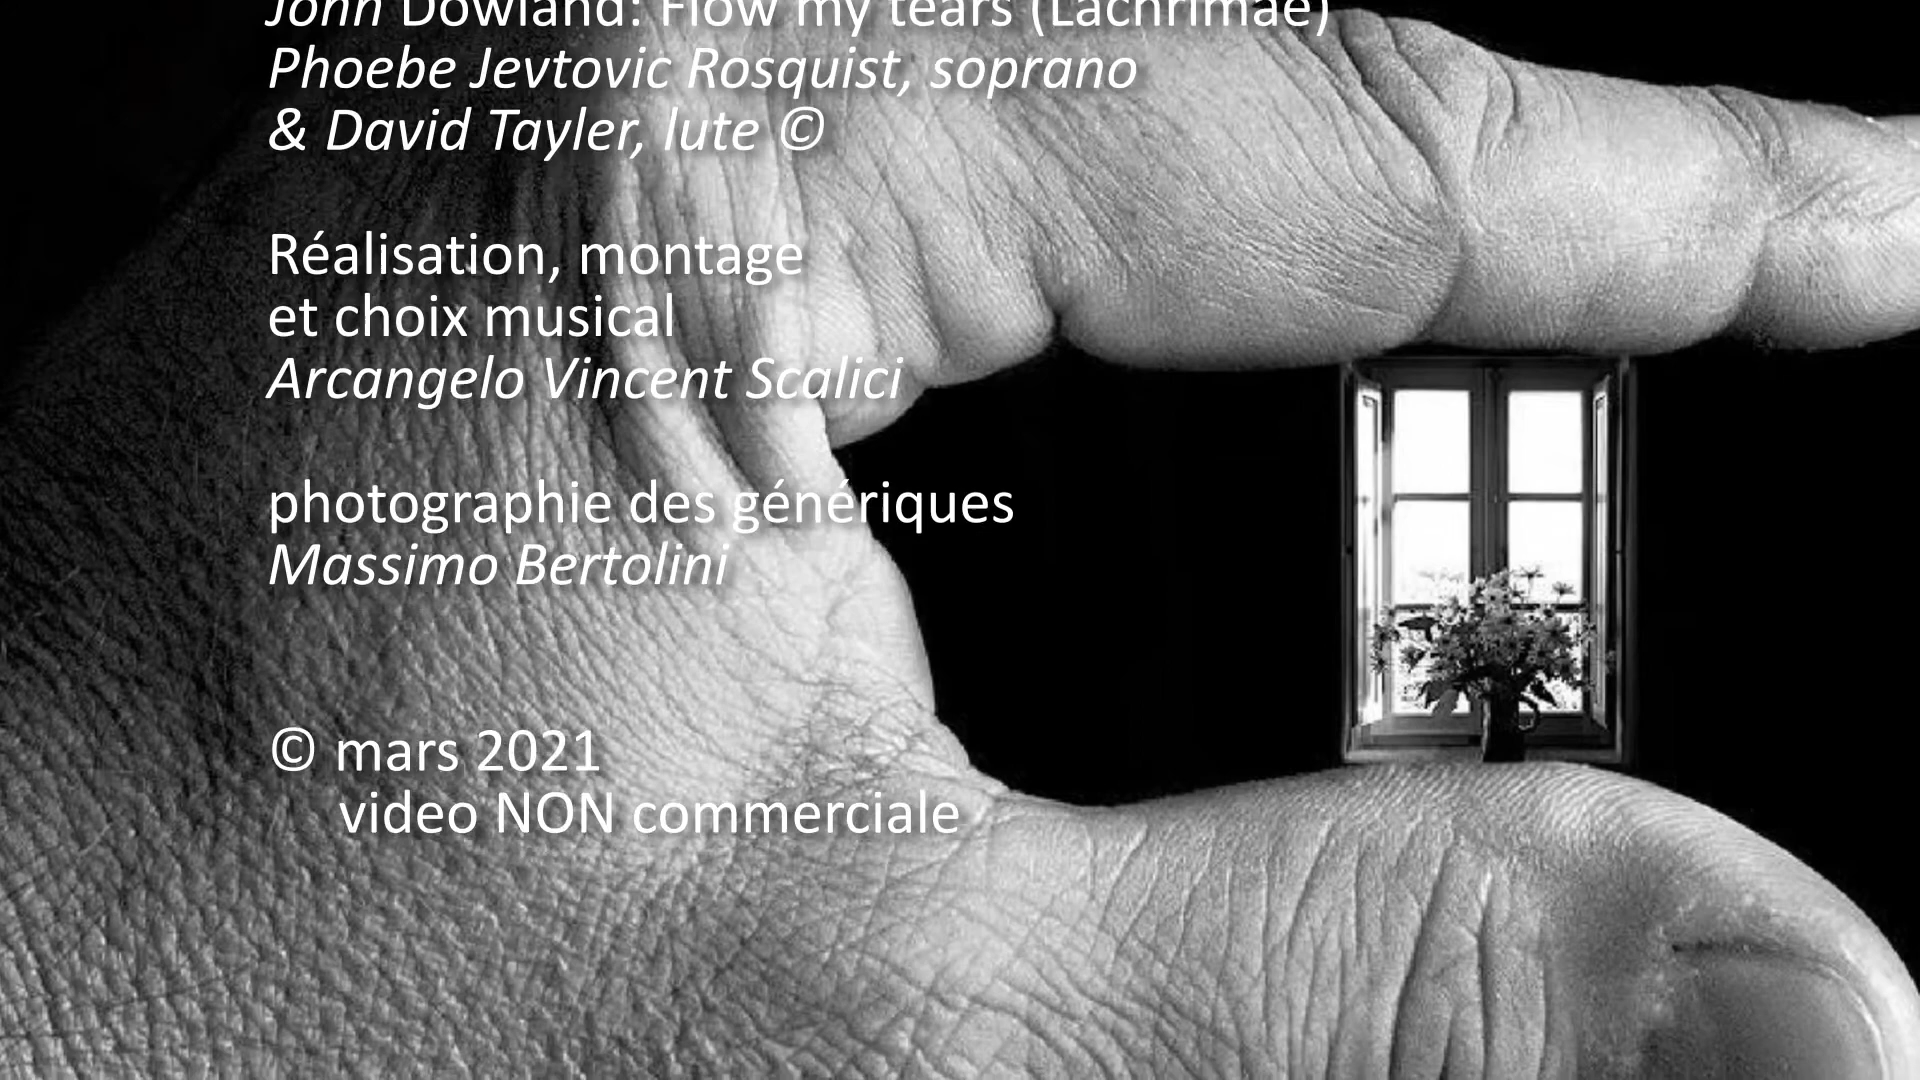 John Dowland: Flow my tears (Lachrimae)
Phoebe Jevtovic Rosquist, soprano
& David Tayler, lute ©
Réalisation, montage
et choix musical
Arcangelo Vincent Scalici
photographie des génériques
Massimo Bertolini
© mars 2021
video NON commerciale